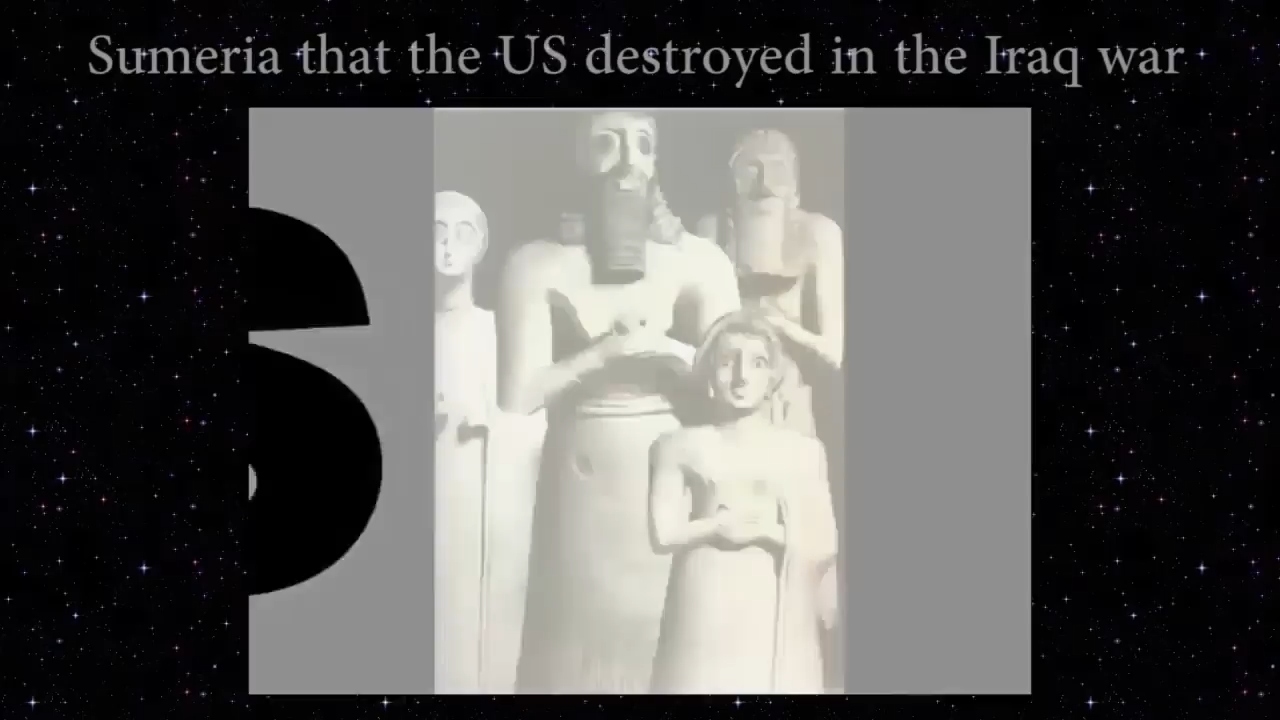 Sumeria that the US destroyed in the Iraq war